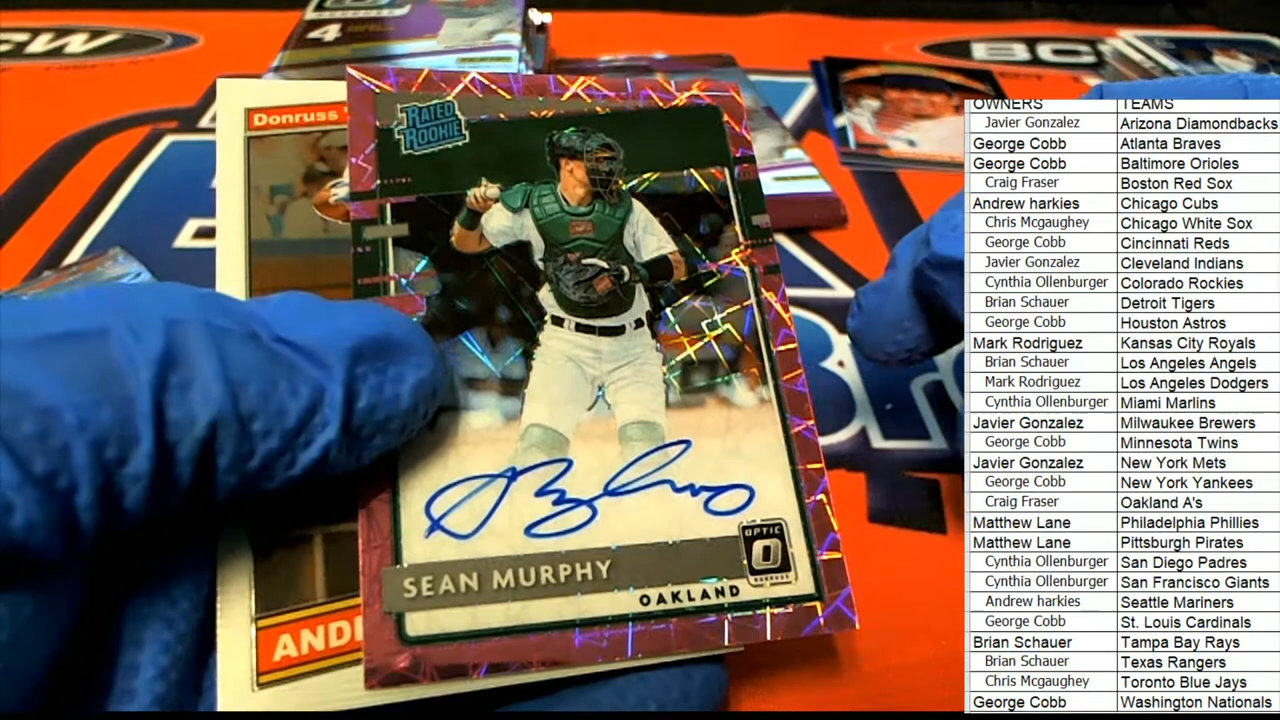 BCW
BCW
4
Donruss
RATED
ROOKIE
OPTIC
O
DONRUSS
SEAN MURPHY
OAKLAND
ANDI
OWNERS TEAMS
Javier Gonzalez Arizona Diamondbacks
George Cobb Atlanta Braves
George Cobb Baltimore Orioles
Craig Fraser Boston Red Sox
Andrew harkies Chicago Cubs
Chris Mcgaughey Chicago White Sox
George Cobb Cincinnati Reds
Javier Gonzalez Cleveland Indians
Cynthia Ollenburger Colorado Rockies
Brian Schauer Detroit Tigers
George Cobb Houston Astros
Mark Rodriguez Kansas City Royals
Brian Schauer Los Angeles Angels
Mark Rodriguez Los Angeles Dodgers
Cynthia Ollenburger Miami Marlins
Javier Gonzalez Milwaukee Brewers
George Cobb Minnesota Twins
Javier Gonzalez New York Mets
George Cobb New York Yankees
Craig Fraser Oakland A's
Matthew Lane Philadelphia Phillies
Matthew Lane Pittsburgh Pirates
Cynthia Ollenburger San Diego Padres
Cynthia Ollenburger San Francisco Giants
Andrew harkies Seattle Mariners
George Cobb St. Louis Cardinals
Brian Schauer Tampa Bay Rays
Brian Schauer Texas Rangers
Chris Mcgaughey Toronto Blue Jays
George Cobb Washington Nationals